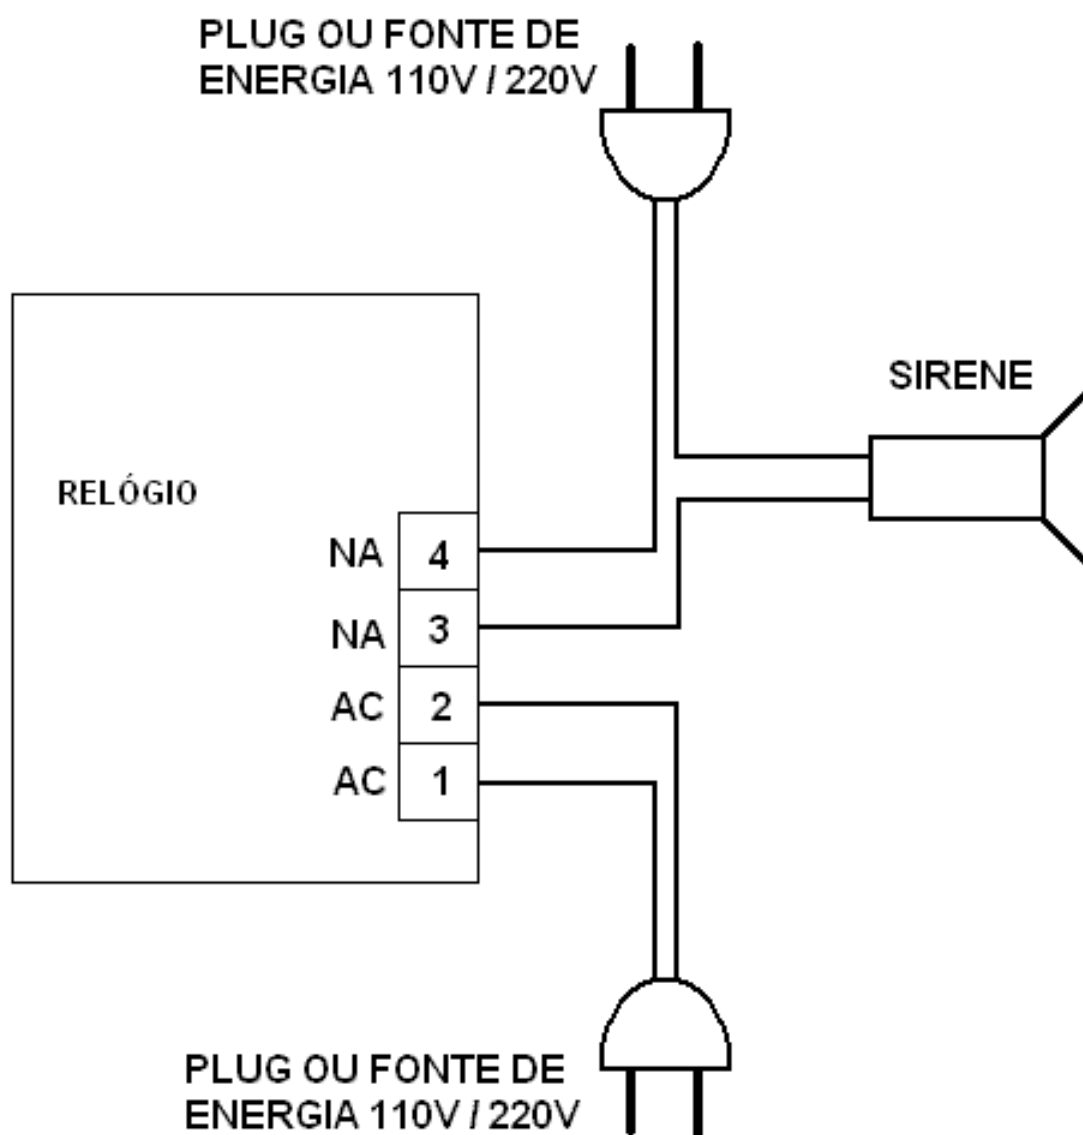 PLUG OU FONTE DE
ENERGIA 110V / 220V
SIRENE
RELÓGIO
NA 4
NA 3
AC 2
AC 1
PLUG OU FONTE DE
ENERGIA 110V / 220V